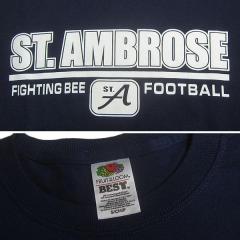 ST. AMBROSE
FIGHTING BEE ST. A FOOTBALL
FRUIT OF THE LOOM
BEST